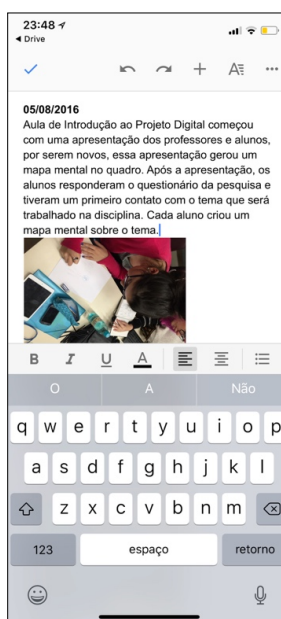 23:48
◄ Drive
05/08/2016
Aula de Introdução ao Projeto Digital começou
com uma apresentação dos professores e alunos,
por serem novos, essa apresentação gerou um
mapa mental no quadro. Após a apresentação, os
alunos responderam o questionário da pesquisa e
tiveram um primeiro contato com o tema que será
trabalhado na disciplina. Cada aluno criou um
mapa mental sobre o tema.
B I U A
O A Não
q w e r t y u i o p
a s d f g h j k l
z x c v b n m
123 espaço retorno